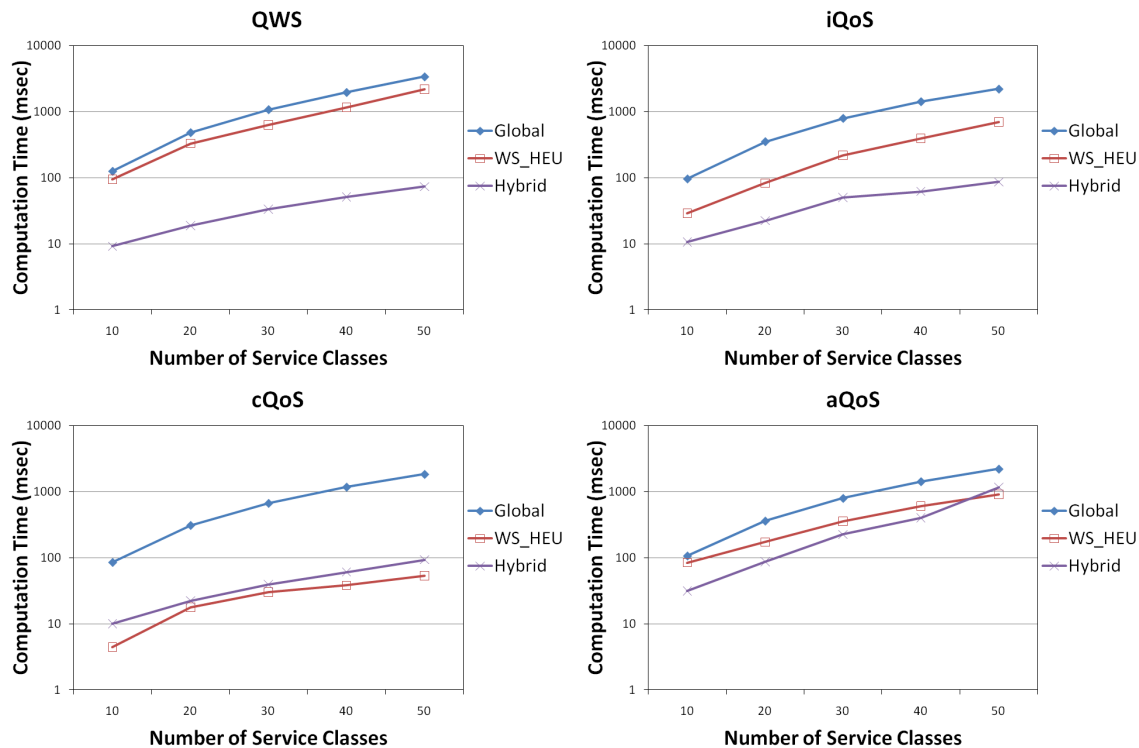 QWS
Computation Time (msec)
10000
1000
100
10
1
10 20 30 40 50
Number of Service Classes
Global
WS_HEU
Hybrid
iQoS
Computation Time (msec)
10000
1000
100
10
1
10 20 30 40 50
Number of Service Classes
Global
WS_HEU
Hybrid
cQoS
Computation Time (msec)
10000
1000
100
10
1
10 20 30 40 50
Number of Service Classes
Global
WS_HEU
Hybrid
aQoS
Computation Time (msec)
10000
1000
100
10
1
10 20 30 40 50
Number of Service Classes
Global
WS_HEU
Hybrid